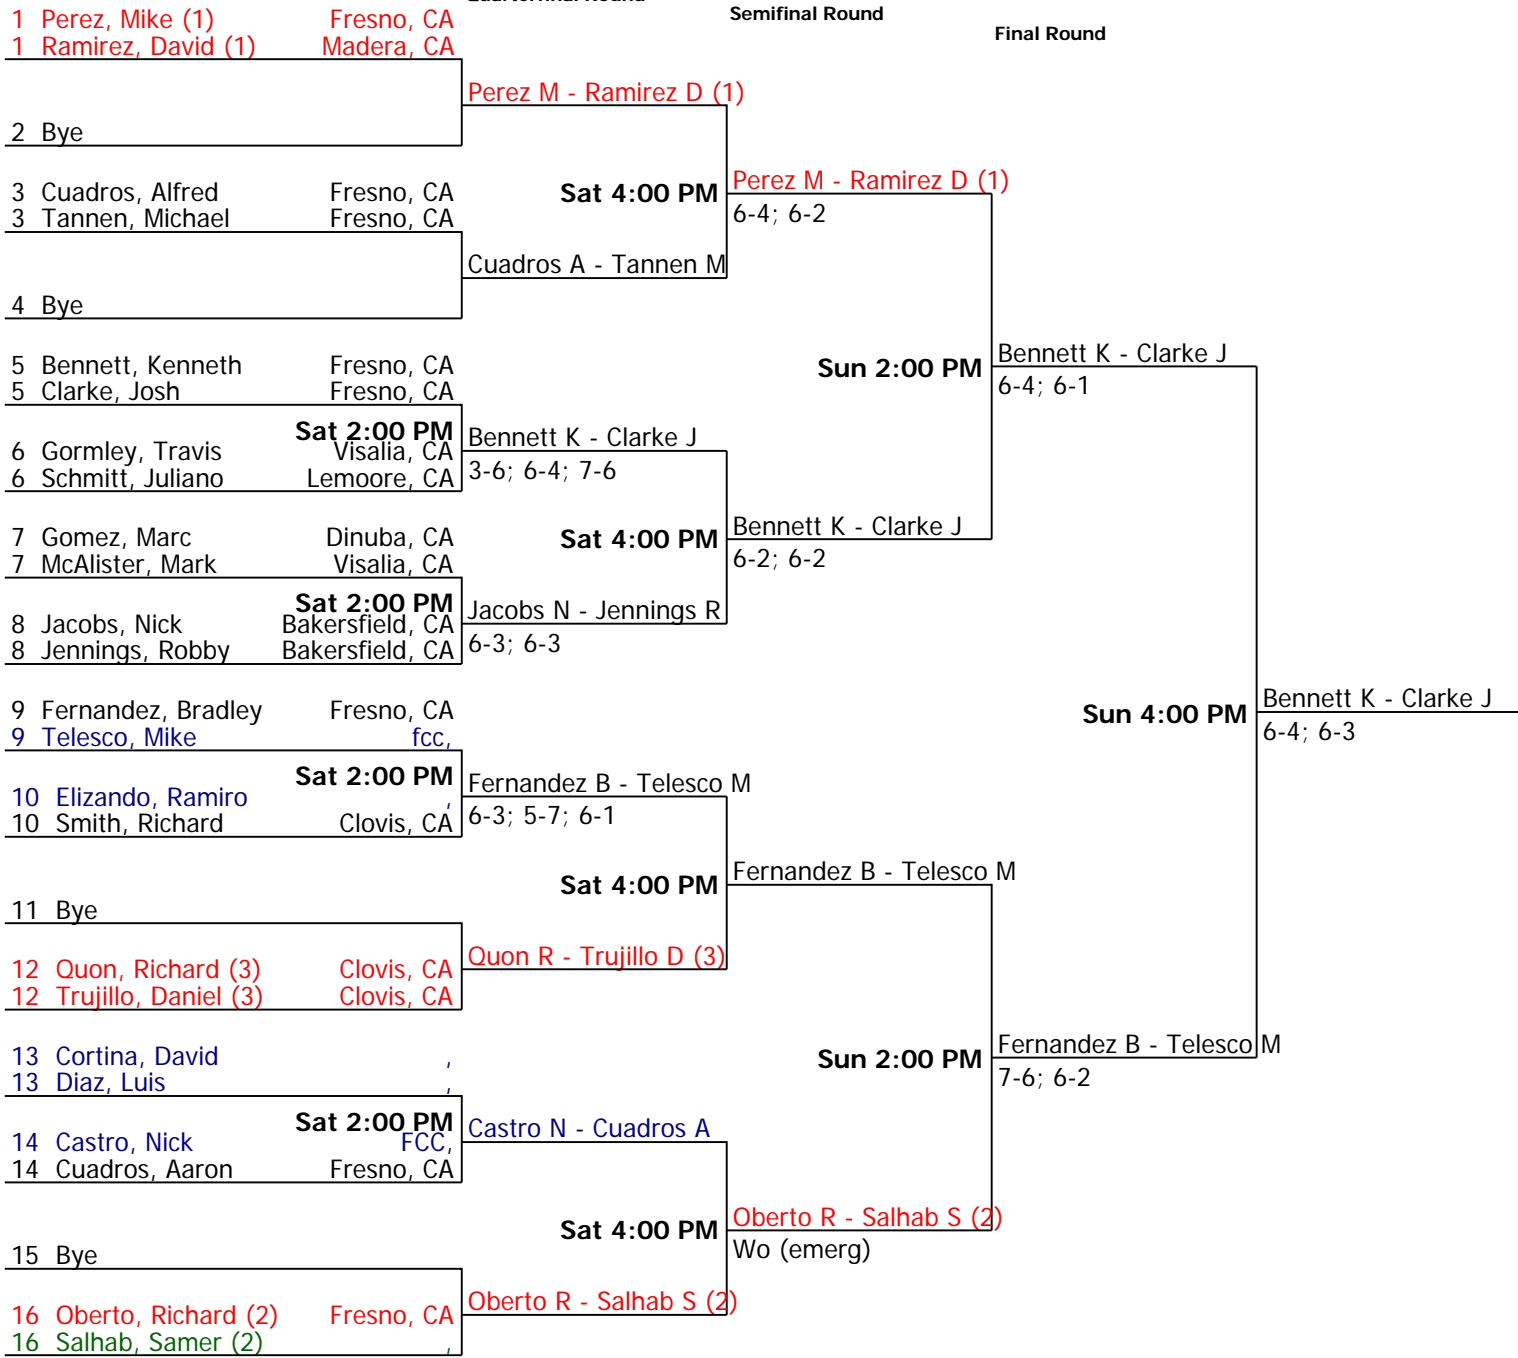 Semifinal Round
Final Round
1 Perez, Mike (1) Fresno, CA
1 Ramirez, David (1) Madera, CA
Perez M - Ramirez D (1)
2 Bye
Sat 4:00 PM
Perez M - Ramirez D (1)
6-4; 6-2
3 Cuadros, Alfred Fresno, CA
3 Tannen, Michael Fresno, CA
Cuadros A - Tannen M
4 Bye
Sun 2:00 PM
Bennett K - Clarke J
6-4; 6-1
5 Bennett, Kenneth Fresno, CA
5 Clarke, Josh Fresno, CA
Sat 2:00 PM
Bennett K - Clarke J
3-6; 6-4; 7-6
6 Gormley, Travis Visalia, CA
6 Schmitt, Juliano Lemoore, CA
Sat 4:00 PM
Bennett K - Clarke J
6-2; 6-2
7 Gomez, Marc Dinuba, CA
7 McAlister, Mark Visalia, CA
Sat 2:00 PM
Jacobs N - Jennings R
6-3; 6-3
8 Jacobs, Nick Bakersfield, CA
8 Jennings, Robby Bakersfield, CA
Sun 4:00 PM
Bennett K - Clarke J
6-4; 6-3
9 Fernandez, Bradley Fresno, CA
9 Telesco, Mike fcc,
Sat 2:00 PM
Fernandez B - Telesco M
6-3; 5-7; 6-1
10 Elizando, Ramiro ,
10 Smith, Richard Clovis, CA
Sat 4:00 PM
Fernandez B - Telesco M
11 Bye
Quon R - Trujillo D (3)
12 Quon, Richard (3) Clovis, CA
12 Trujillo, Daniel (3) Clovis, CA
Sun 2:00 PM
Fernandez B - Telesco M
7-6; 6-2
13 Cortina, David ,
13 Diaz, Luis ,
Sat 2:00 PM
Castro N - Cuadros A
14 Castro, Nick FCC,
14 Cuadros, Aaron Fresno, CA
Sat 4:00 PM
Oberto R - Salhab S (2)
Wo (emerg)
15 Bye
Oberto R - Salhab S (2)
16 Oberto, Richard (2) Fresno, CA
16 Salhab, Samer (2) ,